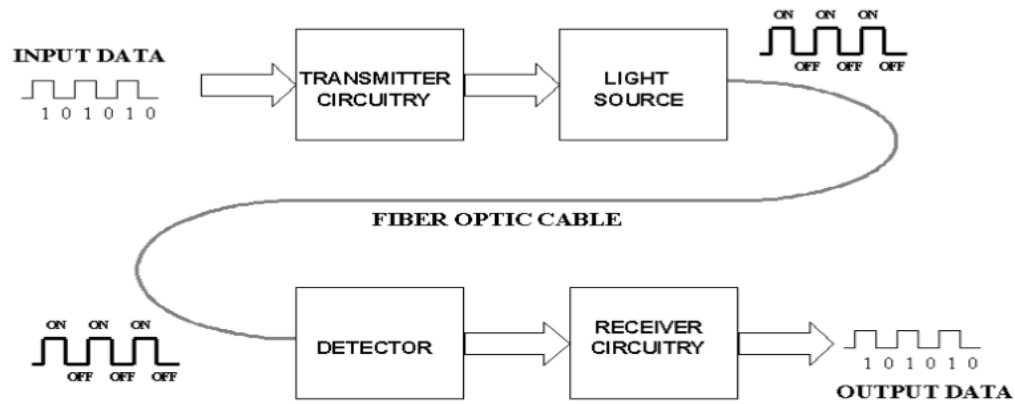 ON ON ON
OFF OFF OFF
INPUT DATA
1 0 1 0 1 0
TRANSMITTER
CIRCUITRY
LIGHT
SOURCE
FIBER OPTIC CABLE
ON ON ON
OFF OFF OFF
DETECTOR
RECEIVER
CIRCUITRY
1 0 1 0 1 0
OUTPUT DATA